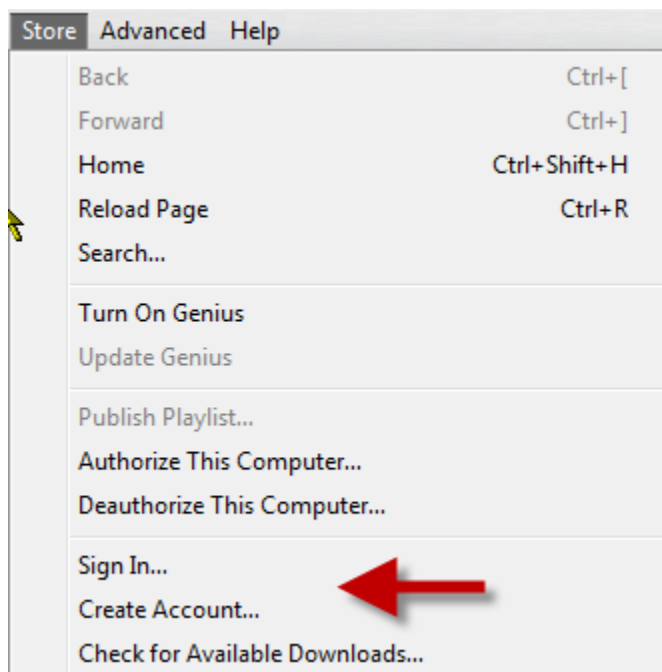 Store Advanced Help
Back Ctrl+[
Forward Ctrl+]
Home Ctrl+Shift+H
Reload Page Ctrl+R
Search...
Turn On Genius
Update Genius
Publish Playlist...
Authorize This Computer...
Deauthorize This Computer...
Sign In...
Create Account...
Check for Available Downloads...